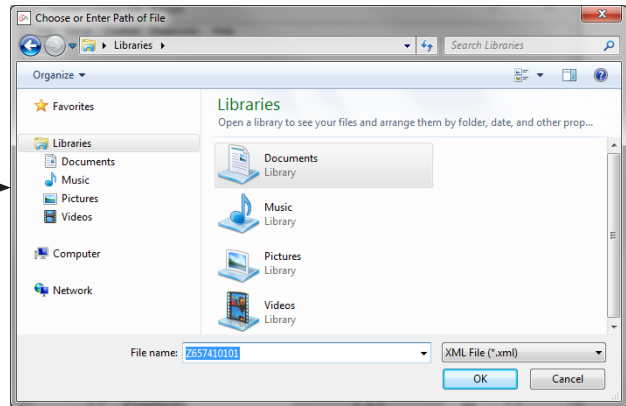 Choose or Enter Path of File
Libraries
Search Libraries
Organize
Favorites
Libraries
Documents
Music
Pictures
Videos
Computer
Network
Libraries
Open a library to see your files and arrange them by folder, date, and other prop...
Documents
Library
Music
Library
Pictures
Library
Videos
Library
File name: Z657410101
XML File (*.xml)
OK Cancel